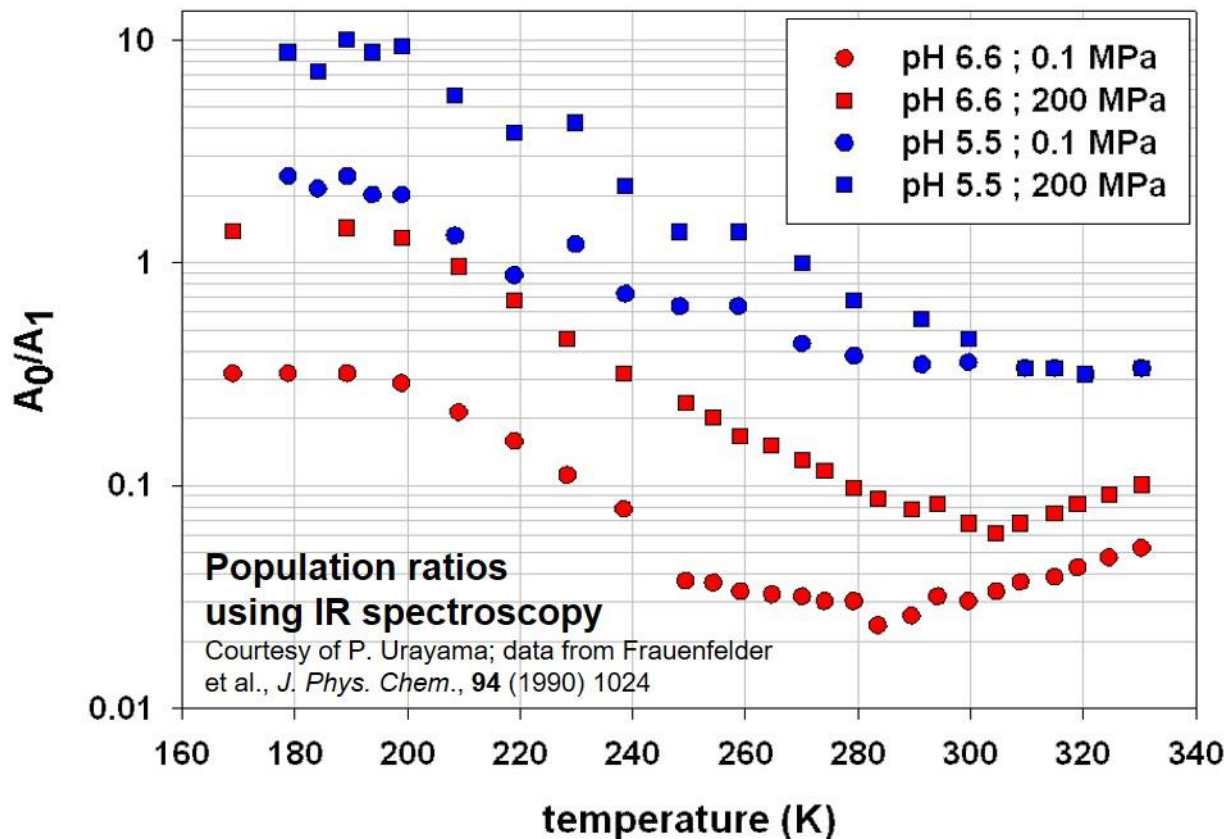 10
1
0.1
0.01
A0/A1
pH 6.6 ; 0.1 MPa
pH 6.6 ; 200 MPa
pH 5.5 ; 0.1 MPa
pH 5.5 ; 200 MPa
Population ratios
using IR spectroscopy
Courtesy of P. Urayama; data from Frauenfelder
et al., J. Phys. Chem., 94 (1990) 1024
160 180 200 220 240 260 280 300 320 340
temperature (K)